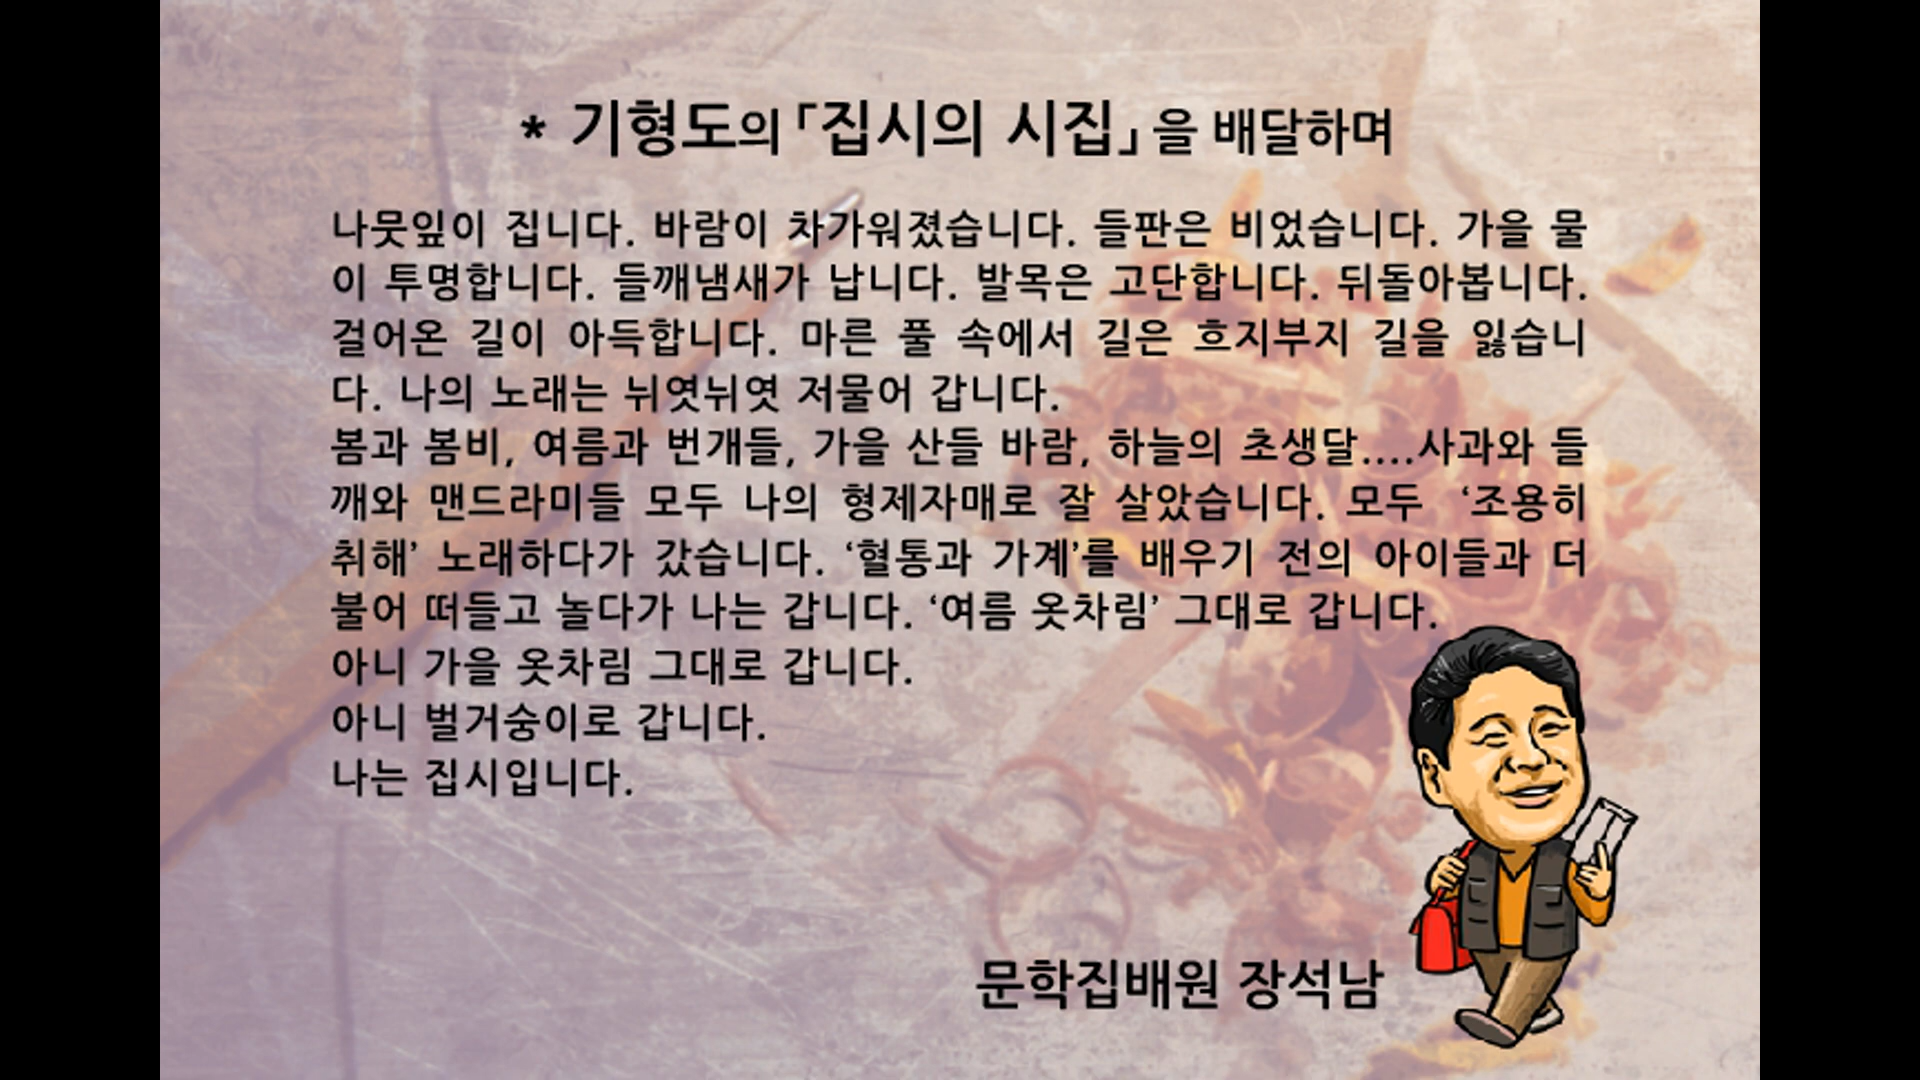 * 기형도의 「집시의 시집」을 배달하며
나뭇잎이 집니다. 바람이 차가워졌습니다. 들판은 비었습니다. 가을 물
이 투명합니다. 들깨냄새가 납니다. 발목은 고단합니다. 뒤돌아봅니다.
걸어온 길이 아득합니다. 마른 풀 속에서 길은 흐지부지 길을 잃습니
다. 나의 노래는 뉘엿뉘엿 저물어 갑니다.
봄과 봄비, 여름과 번개들, 가을 산들 바람, 하늘의 초생달....사과와 들
깨와 맨드라미들 모두 나의 형제자매로 잘 살았습니다. 모두 ‘조용히
취해’ 노래하다가 갔습니다. ‘혈통과 가계’를 배우기 전의 아이들과 더
불어 떠들고 놀다가 나는 갑니다. ‘여름 옷차림’ 그대로 갑니다.
아니 가을 옷차림 그대로 갑니다.
아니 벌거숭이로 갑니다.
나는 집시입니다.
문학집배원 장석남